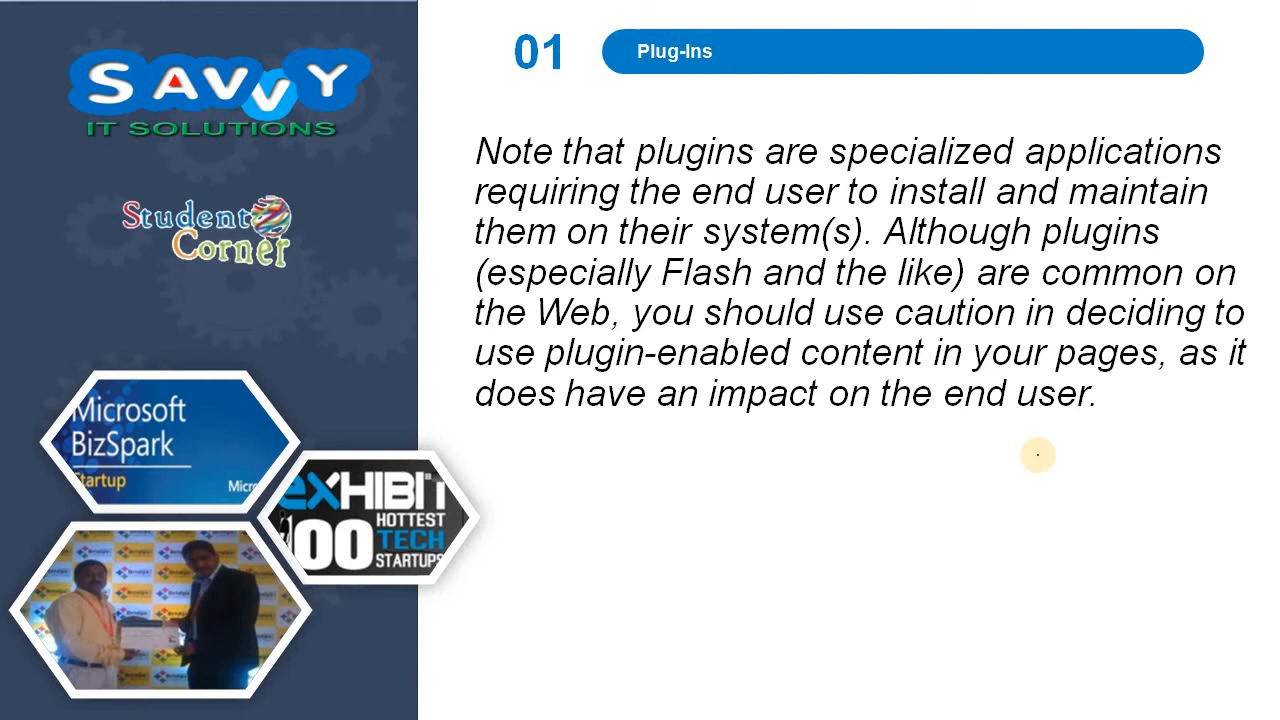 SAVVY
IT SOLUTIONS
Student
Corner
Microsoft
BizSpark
Startup
Micr
EXHIBIT
100
HOTTEST
TECH
STARTUPS
01
Plug-Ins
Note that plugins are specialized applications
requiring the end user to install and maintain
them on their system(s). Although plugins
(especially Flash and the like) are common on
the Web, you should use caution in deciding to
use plugin-enabled content in your pages, as it
does have an impact on the end user.